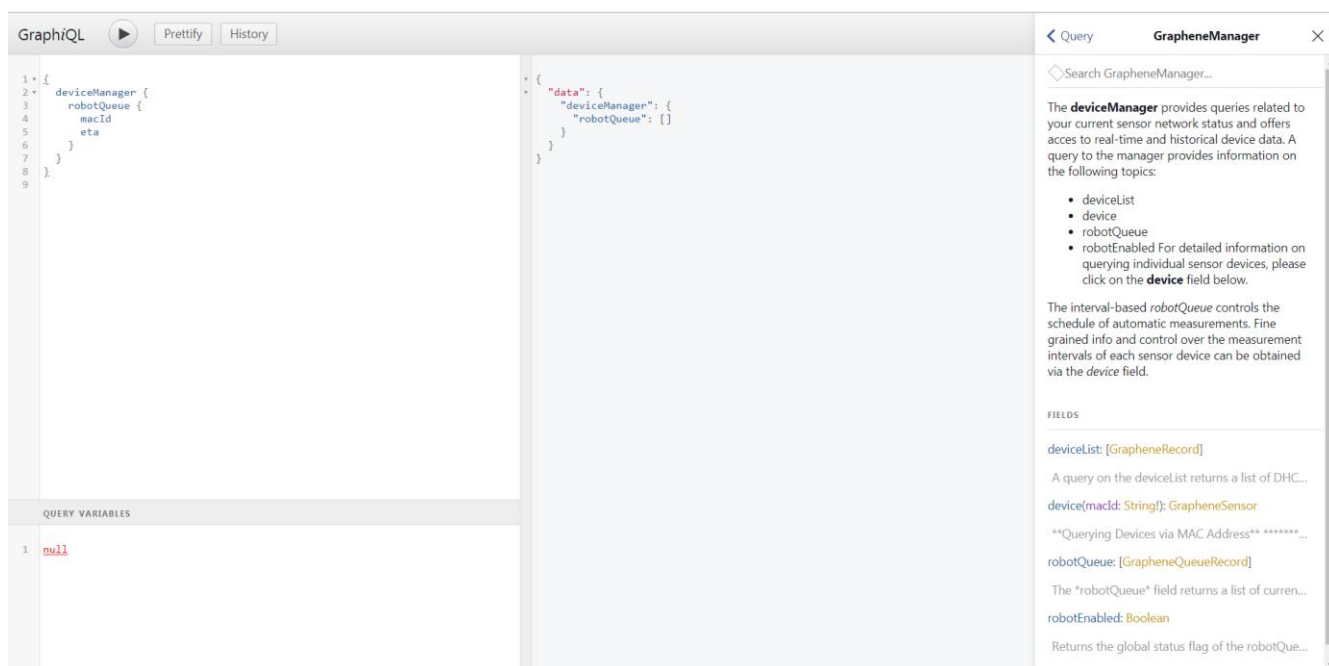 GraphiQL
Prettify
History
1 {
2 deviceManager {
3 robotQueue {
4 macId
5 eta
6 }
7 }
8 }
9
QUERY VARIABLES
1 null
{
"data": {
"deviceManager": {
"robotQueue": []
}
}
}
Query
GrapheneManager
Search GrapheneManager...
The deviceManager provides queries related to
your current sensor network status and offers
acces to real-time and historical device data. A
query to the manager provides information on
the following topics:
• deviceList
• device
• robotQueue
• robotEnabled For detailed information on
querying individual sensor devices, please
click on the device field below.
The interval-based robotQueue controls the
schedule of automatic measurements. Fine
grained info and control over the measurement
intervals of each sensor device can be obtained
via the device field.
FIELDS
deviceList: [GrapheneRecord]
A query on the deviceList returns a list of DHC...
device(macId: String!): GrapheneSensor
**Querying Devices via MAC Address** *******...
robotQueue: [GrapheneQueueRecord]
The *robotQueue* field returns a list of curren...
robotEnabled: Boolean
Returns the global status flag of the robotQue...